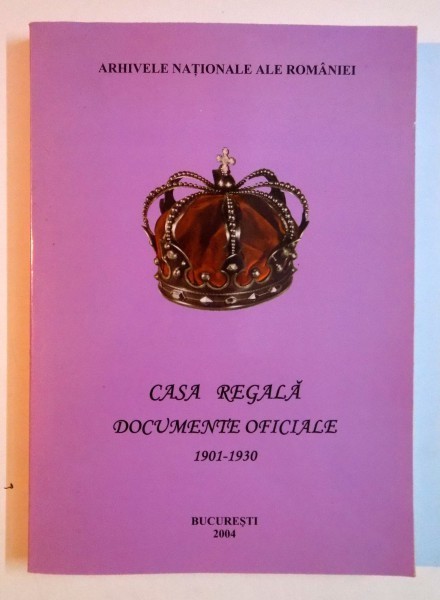 ARHIVELE NAȚIONALE ALE ROMÂNIEI
CASA REGALĂ
DOCUMENTE OFICIALE
1901-1930
BUCUREȘTI
2004